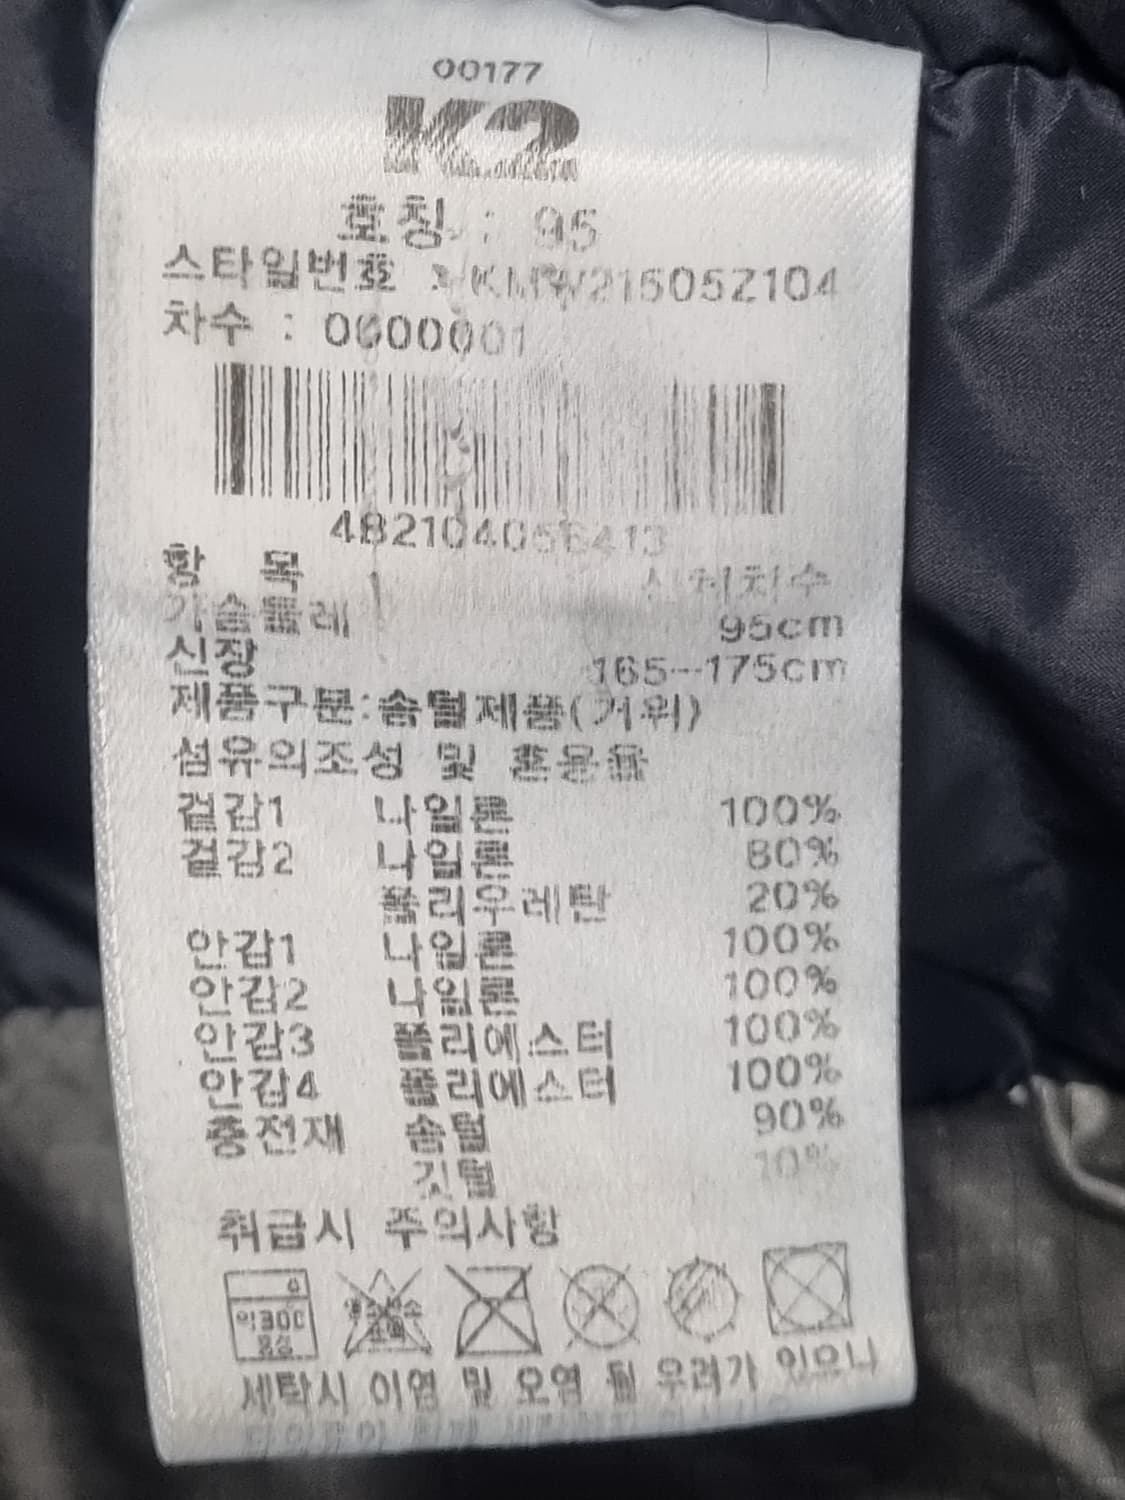 00177
K2
호칭 : 95
스타일번호 : KMW21505Z104
차수 : 0000001
항 목 신체치수
가슴둘레 95cm
신장 165--175cm
제품구분:솜털제품(거위)
섬유의조성 및 혼용율
겉감1 나일론 100%
겉감2 나일론 80%
폴리우레탄 20%
안감1 나일론 100%
안감2 나일론 100%
안감3 폴리에스터 100%
안감4 폴리에스터 100%
충전재 솜털 90%
깃털 10%
취급시 주의사항
약30℃
중성
세탁시 이염 및 오염 될 우려가 있으니